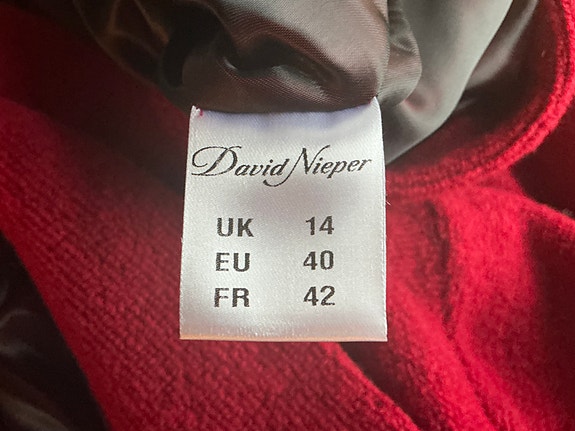 David Nieper
UK 14
EU 40
FR 42